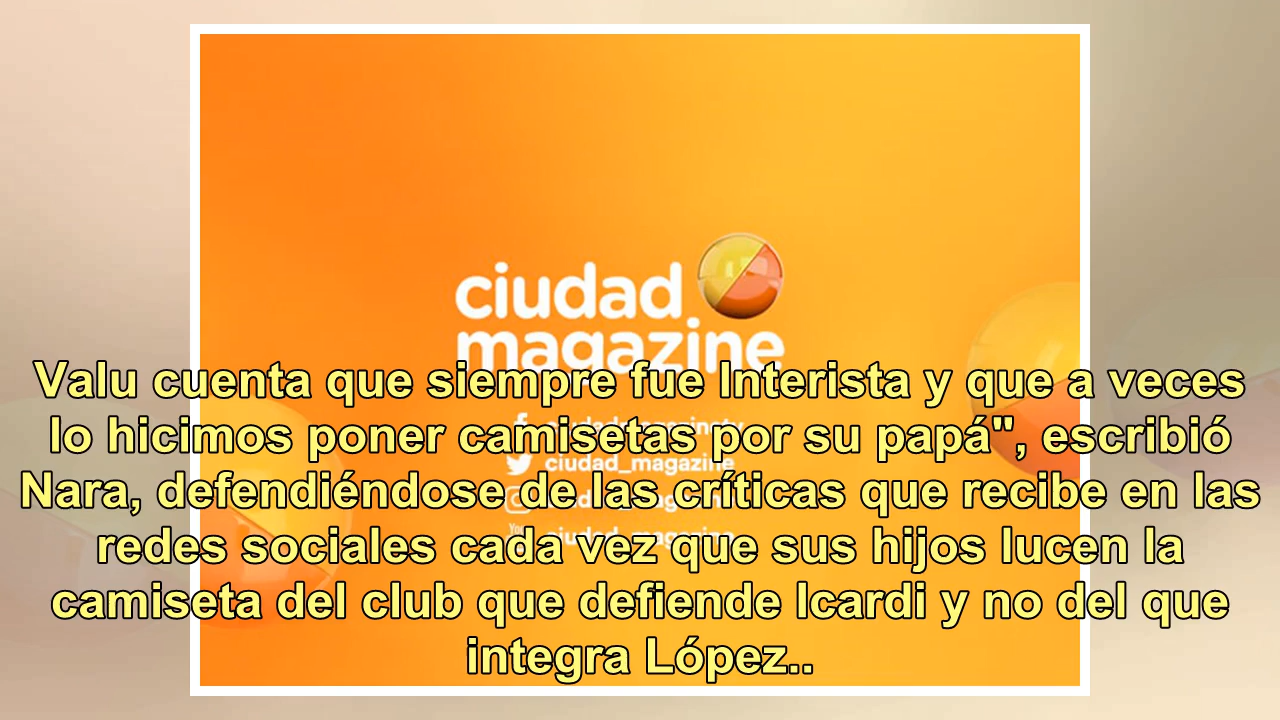 ciudad
magazine
Valu cuenta que siempre fue Interista y que a veces
lo hicimos poner camisetas por su papá", escribió
ciudad_magazine
Nara, defendiéndose de las críticas que recibe en las
redes sociales cada vez que sus hijos lucen la
camiseta del club que defiende Icardi y no del que
integra López..